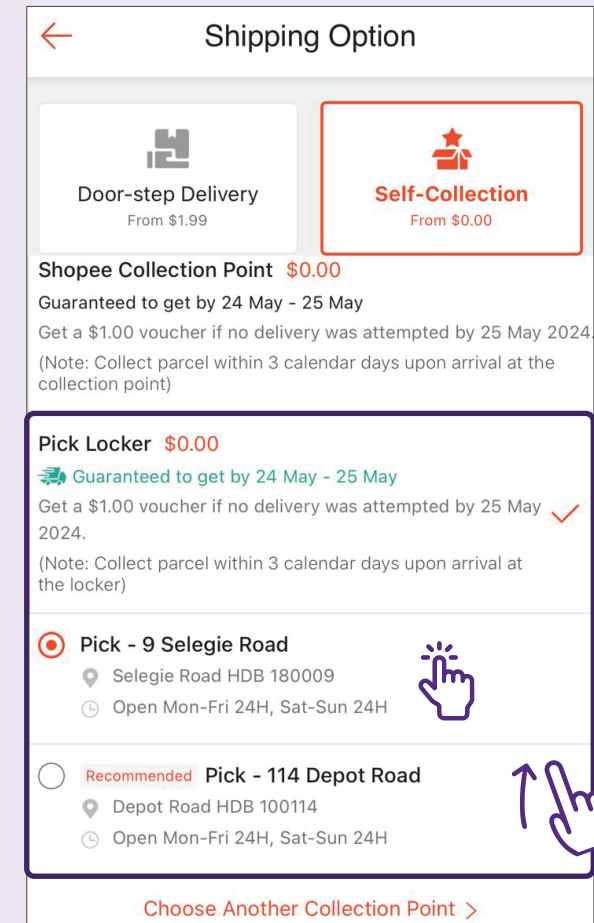 Shipping Option
Door-step Delivery
From $1.99
Self-Collection
From $0.00
Shopee Collection Point $0.00
Guaranteed to get by 24 May - 25 May
Get a $1.00 voucher if no delivery was attempted by 25 May 2024.
(Note: Collect parcel within 3 calendar days upon arrival at the
collection point)
Pick Locker $0.00
Guaranteed to get by 24 May - 25 May
Get a $1.00 voucher if no delivery was attempted by 25 May
2024.
(Note: Collect parcel within 3 calendar days upon arrival at
the locker)
Pick - 9 Selegie Road
Selegie Road HDB 180009
Open Mon-Fri 24H, Sat-Sun 24H
Recommended Pick - 114 Depot Road
Depot Road HDB 100114
Open Mon-Fri 24H, Sat-Sun 24H
Choose Another Collection Point >